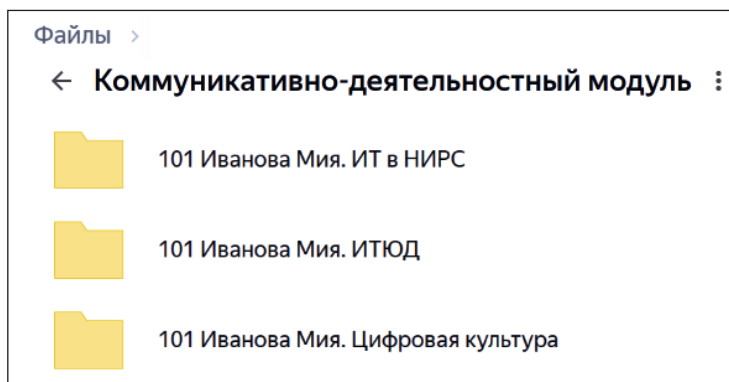 Файлы >
← Коммуникативно-деятельностный модуль ⋮
101 Иванова Мия. ИТ в НИРС
101 Иванова Мия. ИТЮД
101 Иванова Мия. Цифровая культура